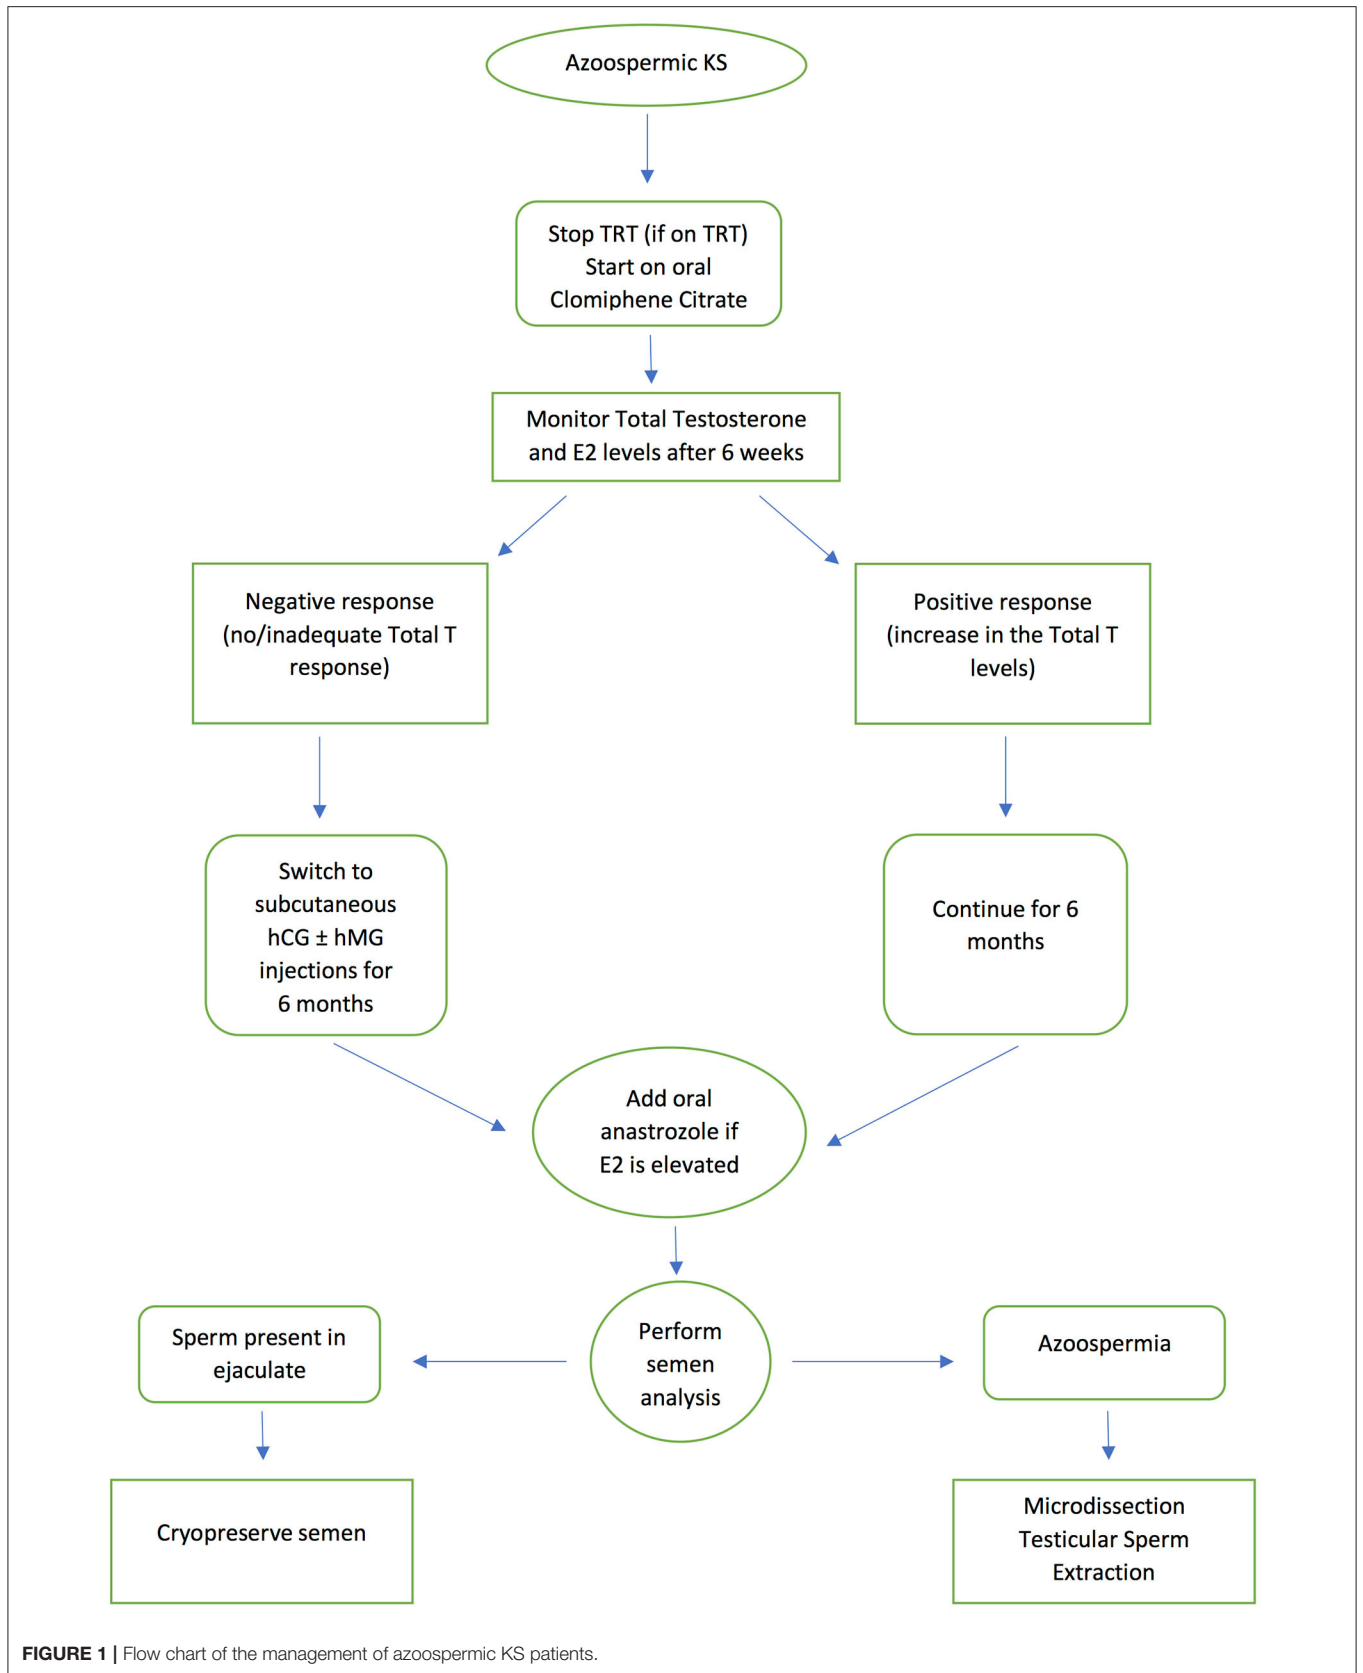 Azoospermic KS
Stop TRT (if on TRT)
Start on oral
Clomiphene Citrate
Monitor Total Testosterone
and E2 levels after 6 weeks
Negative response
(no/inadequate Total T
response)
Positive response
(increase in the Total T
levels)
Switch to
subcutaneous
hCG ± hMG
injections for
6 months
Continue for 6
months
Add oral
anastrozole if
E2 is elevated
Perform
semen
analysis
Sperm present in
ejaculate
Azoospermia
Cryopreserve semen
Microdissection
Testicular Sperm
Extraction
FIGURE 1 | Flow chart of the management of azoospermic KS patients.